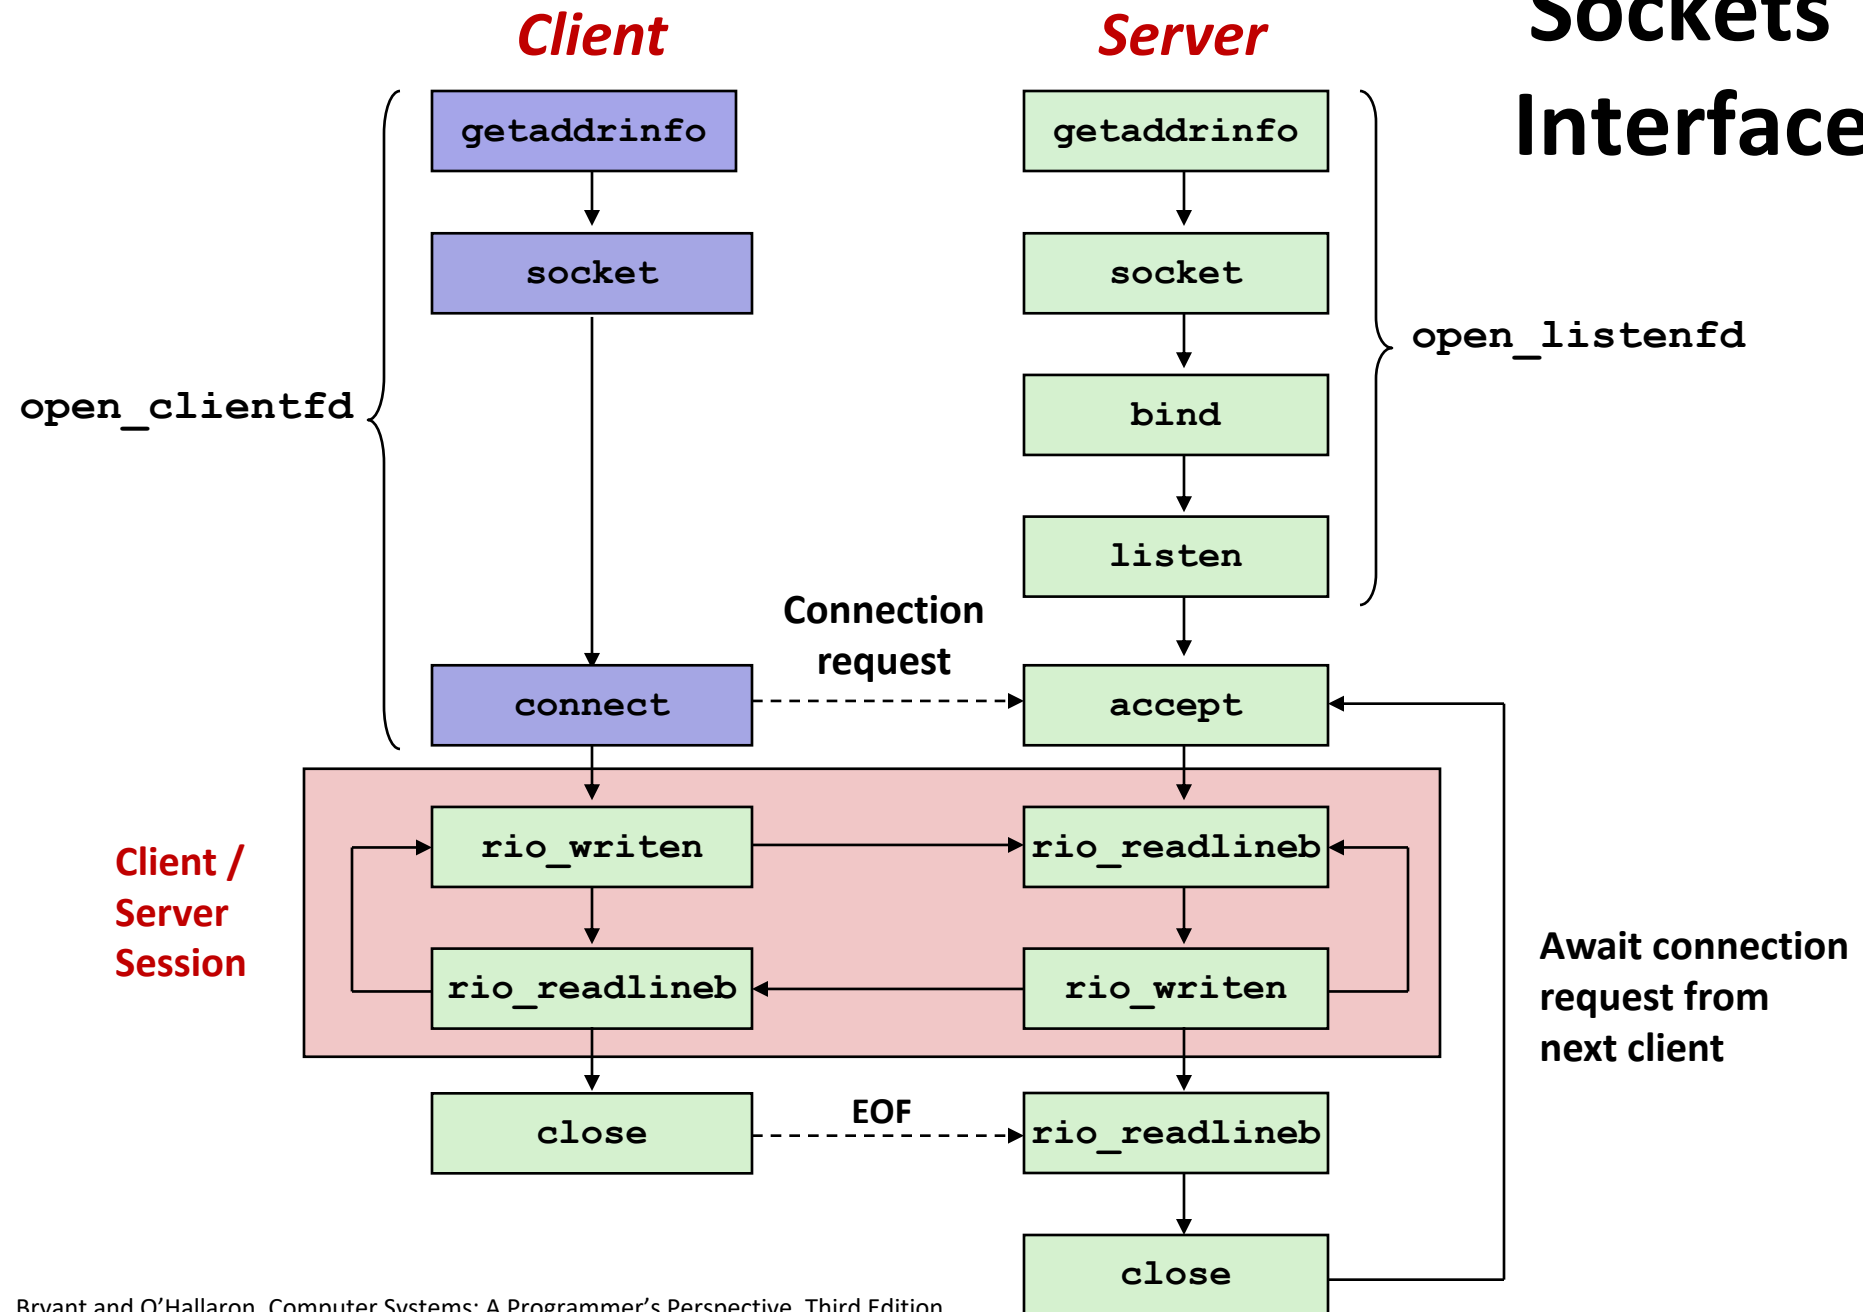 Sockets
Interface
Client
Server
getaddrinfo
getaddrinfo
socket
socket
open_listenfd
open_clientfd
bind
listen
Connection
request
connect
accept
Client /
Server
Session
rio_writen
rio_readlineb
rio_readlineb
rio_writen
Await connection
request from
next client
close
EOF
rio_readlineb
close
Bryant and O'Hallaron, Computer Systems: A Programmer's Perspective, Third Edition